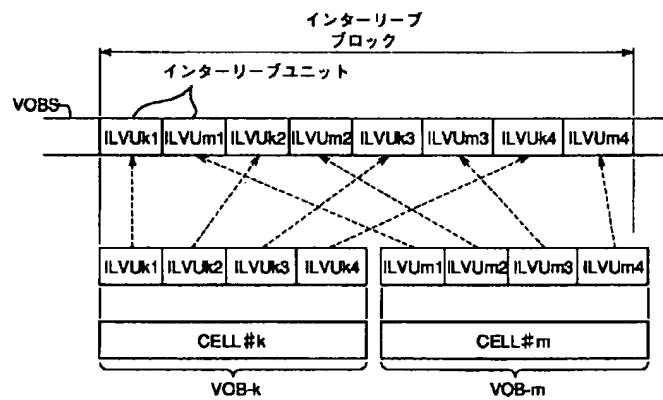 インターリーブ
ブロック
インターリーブユニット
VOBS
ILVUk1 ILVUm1 ILVUk2 ILVUm2 ILVUk3 ILVUm3 ILVUk4 ILVUm4
ILVUk1 ILVUk2 ILVUk3 ILVUk4 ILVUm1 ILVUm2 ILVUm3 ILVUm4
CELL#k CELL#m
VOB-k VOB-m